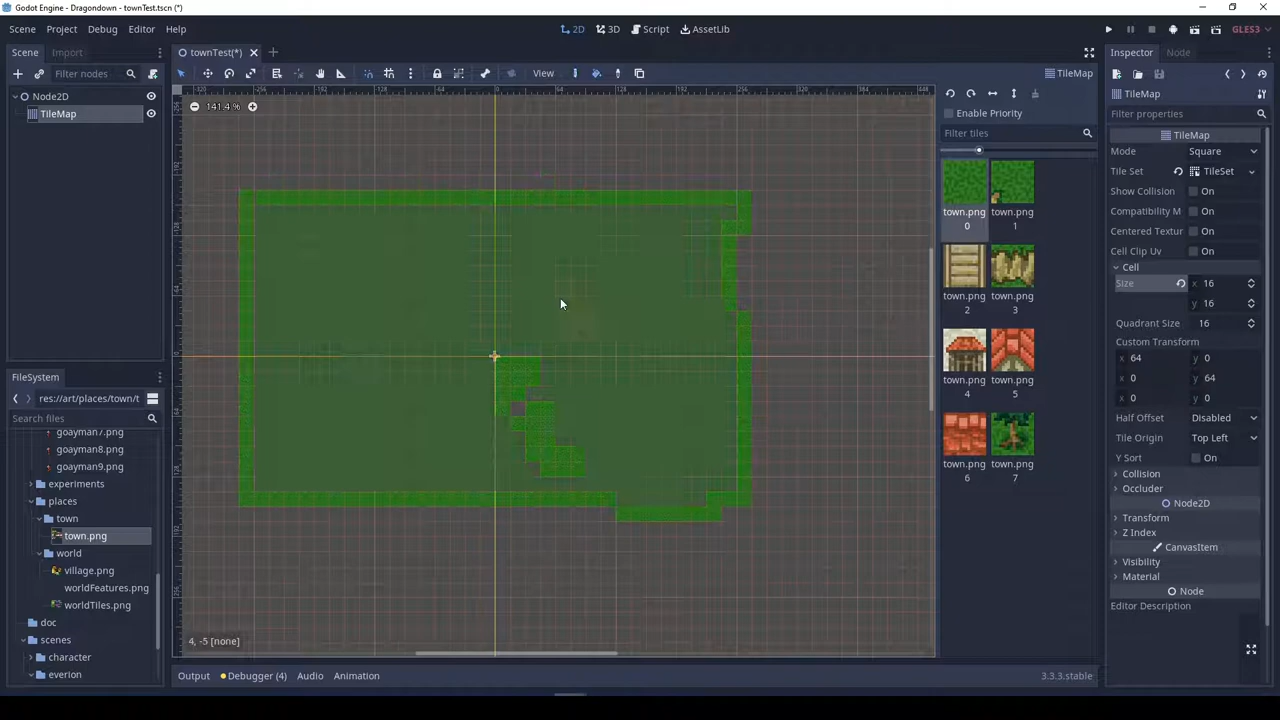 Godot Engine - Dragondown - townTest.tscn (*)
Scene Project Debug Editor Help
2D 3D Script AssetLib
GLES3
Scene Import
Filter nodes
Node2D
TileMap
townTest(*)
View
TileMap
141.4 %
4, -5 [none]
Enable Priority
Filter tiles
town.png
0
town.png
1
town.png
2
town.png
3
town.png
4
town.png
5
town.png
6
town.png
7
Inspector Node
TileMap
Filter properties
TileMap
Mode Square
Tile Set TileSet
Show Collision On
Compatibility M On
Centered Textur On
Cell Clip Uv On
Cell
Size x 16
y 16
Quadrant Size 16
Custom Transform
x 64 y 0
x 0 y 64
x 0 y 0
Half Offset Disabled
Tile Origin Top Left
Y Sort On
Collision
Occluder
Node2D
Transform
Z Index
CanvasItem
Visibility
Material
Node
Editor Description
FileSystem
res://art/places/town/t
Search files
goayman7.png
goayman8.png
goayman9.png
experiments
places
town
town.png
world
village.png
worldFeatures.png
worldTiles.png
doc
scenes
character
everion
Output Debugger (4) Audio Animation
3.3.3.stable